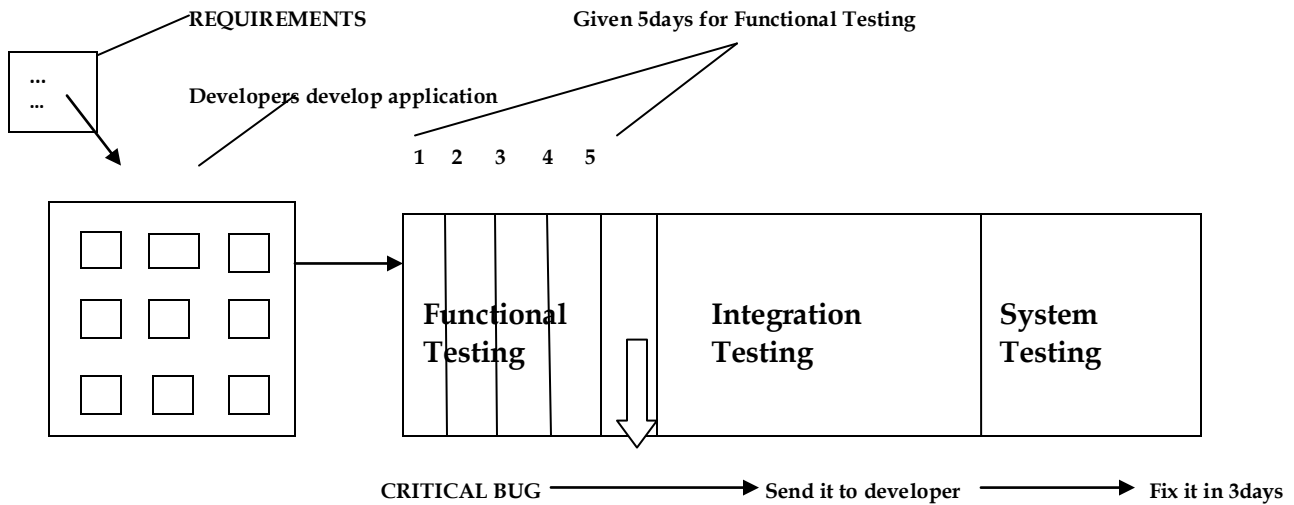 REQUIREMENTS
Given 5days for Functional Testing
...
...
Developers develop application
1 2 3 4 5
Functional
Testing
Integration
Testing
System
Testing
CRITICAL BUG
Send it to developer
Fix it in 3days